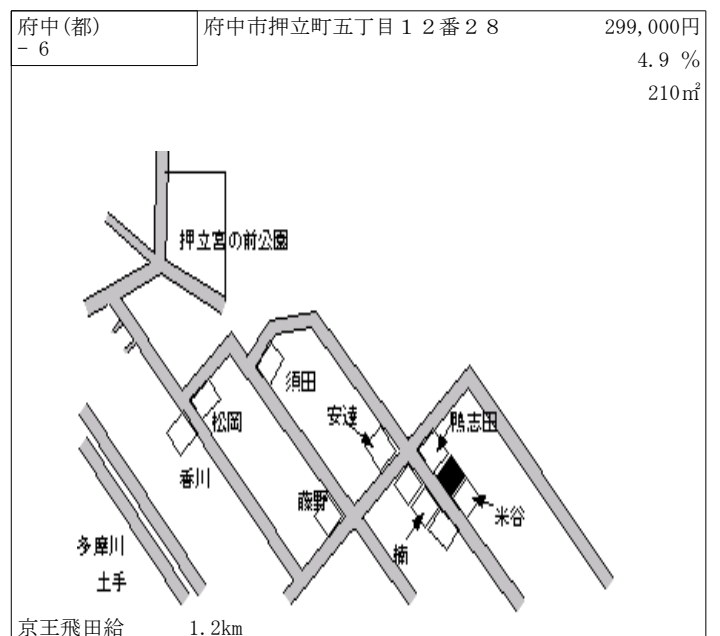 府中(都)
- 6
府中市押立町五丁目１２番２８
299,000円
4.9 %
210㎡
押立宮の前公園
須田
松岡
安達
鴨志田
香川
藤野
米谷
楠
多摩川
土手
京王飛田給 1.2km